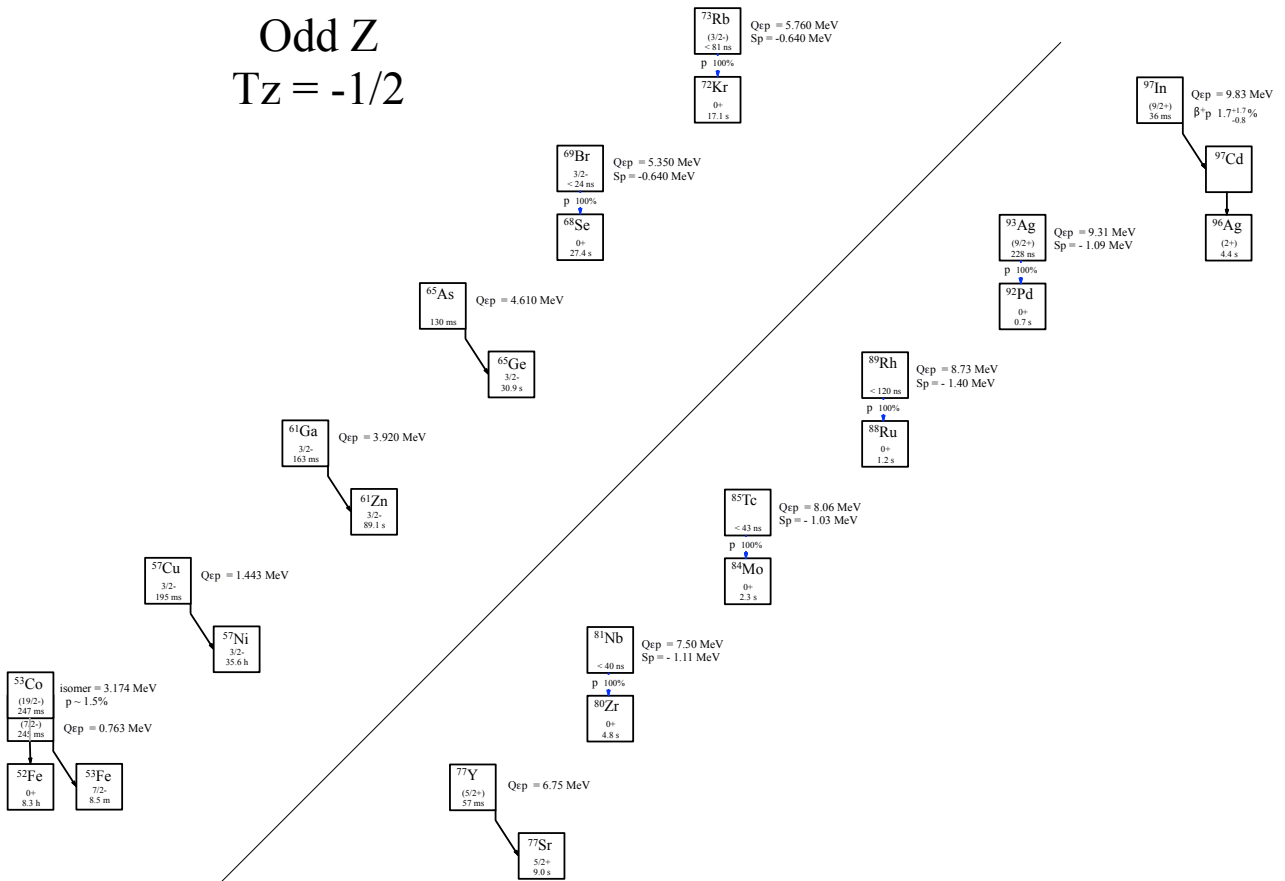 Odd Z
Tz = -1/2
⁷³Rb
(3/2-)
< 81 ns
Qεp = 5.760 MeV
Sp = -0.640 MeV
p 100%
⁷²Kr
0+
17.1 s
⁹⁷In
(9/2+)
36 ms
Qεp = 9.83 MeV
β⁺p 1.7+1.7-0.8%
⁹⁷Cd
⁹⁶Ag
(2+)
4.4 s
⁶⁹Br
3/2-
< 24 ns
Qεp = 5.350 MeV
Sp = -0.640 MeV
p 100%
⁶⁸Se
0+
27.4 s
⁹³Ag
(9/2+)
228 ns
Qεp = 9.31 MeV
Sp = - 1.09 MeV
p 100%
⁹²Pd
0+
0.7 s
⁶⁵As
130 ms
Qεp = 4.610 MeV
⁶⁵Ge
3/2-
30.9 s
⁸⁹Rh
< 120 ns
Qεp = 8.73 MeV
Sp = - 1.40 MeV
p 100%
⁸⁸Ru
0+
1.2 s
⁶¹Ga
3/2-
163 ms
Qεp = 3.920 MeV
⁶¹Zn
3/2-
89.1 s
⁸⁵Tc
< 43 ns
Qεp = 8.06 MeV
Sp = - 1.03 MeV
p 100%
⁸⁴Mo
0+
2.3 s
⁵⁷Cu
3/2-
195 ms
Qεp = 1.443 MeV
⁵⁷Ni
3/2-
35.6 h
⁸¹Nb
< 40 ns
Qεp = 7.50 MeV
Sp = - 1.11 MeV
p 100%
⁸⁰Zr
0+
4.8 s
⁵³Co
(19/2-)
247 ms
isomer = 3.174 MeV
p ~ 1.5%
(7/2-)
245 ms
Qεp = 0.763 MeV
⁵²Fe
0+
8.3 h
⁵³Fe
7/2-
8.5 m
⁷⁷Y
(5/2+)
57 ms
Qεp = 6.75 MeV
⁷⁷Sr
5/2+
9.0 s